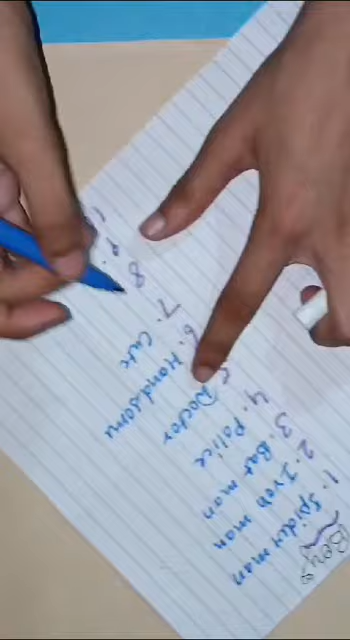 Boys
1. Spider man
2. Iron man
3. Bat man
4. Police
5 Doctor
6. Handsome
7. Cute
8
9.